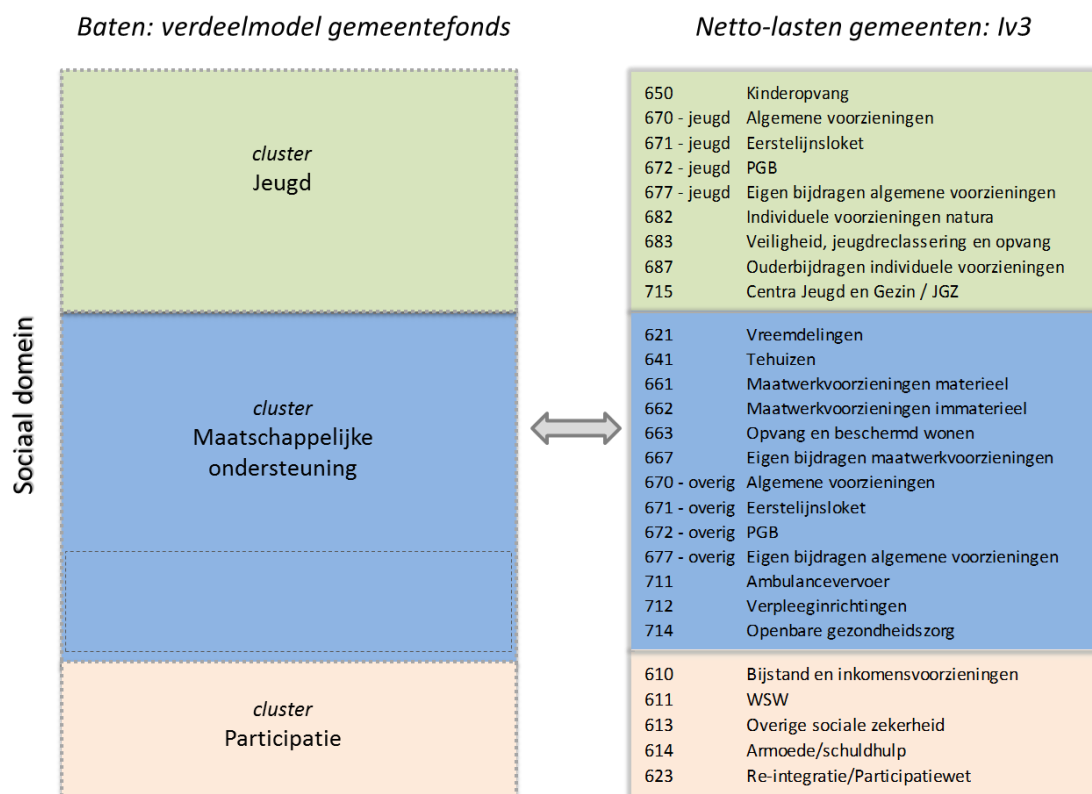 Baten: verdeelmodel gemeentefonds
Netto-lasten gemeenten: Iv3
Sociaal domein
cluster
Jeugd
cluster
Maatschappelijke
ondersteuning
cluster
Participatie
650 Kinderopvang
670 - jeugd Algemene voorzieningen
671 - jeugd Eerstelijnsloket
672 - jeugd PGB
677 - jeugd Eigen bijdragen algemene voorzieningen
682 Individuele voorzieningen natura
683 Veiligheid, jeugdreclassering en opvang
687 Ouderbijdragen individuele voorzieningen
715 Centra Jeugd en Gezin / JGZ
621 Vreemdelingen
641 Tehuizen
661 Maatwerkvoorzieningen materieel
662 Maatwerkvoorzieningen immaterieel
663 Opvang en beschermd wonen
667 Eigen bijdragen maatwerkvoorzieningen
670 - overig Algemene voorzieningen
671 - overig Eerstelijnsloket
672 - overig PGB
677 - overig Eigen bijdragen algemene voorzieningen
711 Ambulancevervoer
712 Verpleeginrichtingen
714 Openbare gezondheidszorg
610 Bijstand en inkomensvoorzieningen
611 WSW
613 Overige sociale zekerheid
614 Armoede/schuldhulp
623 Re-integratie/Participatiewet